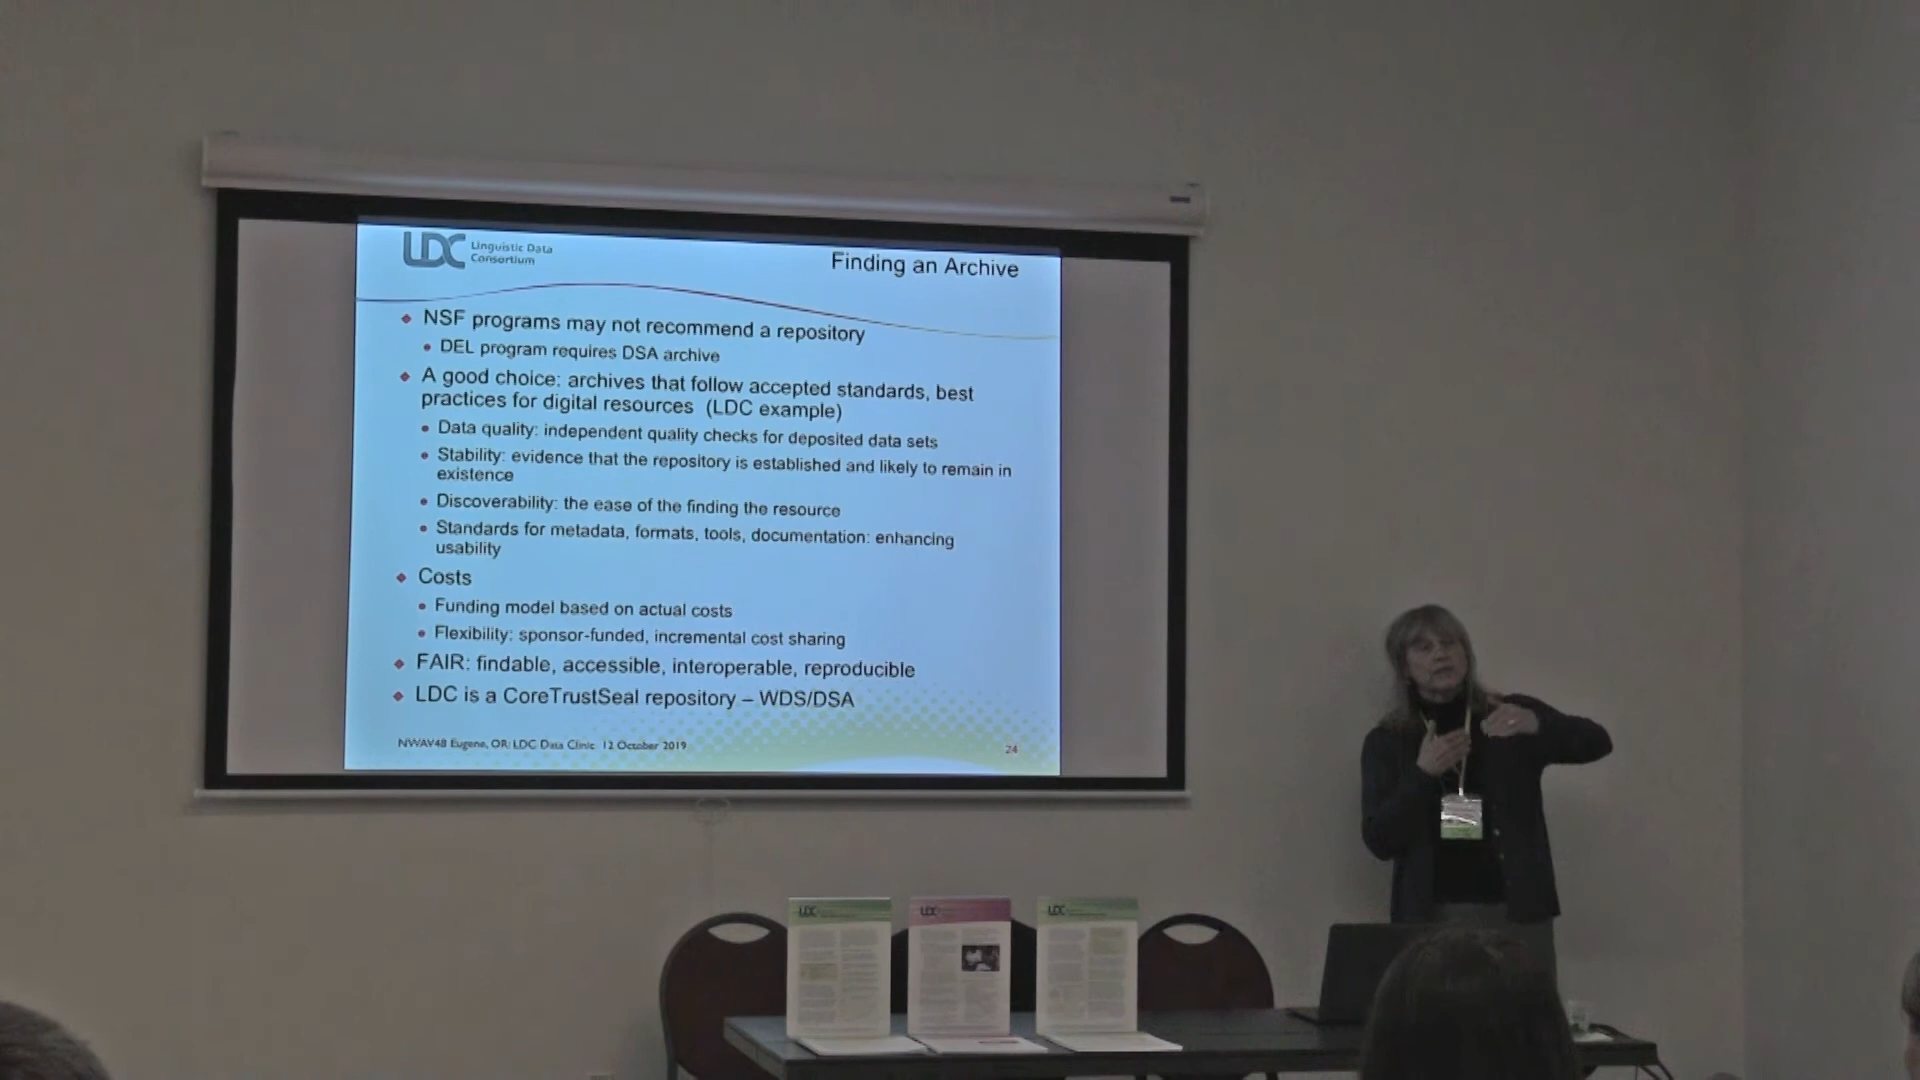 LDC Linguistic Data
Consortium
Finding an Archive
NSF programs may not recommend a repository
DEL program requires DSA archive
A good choice: archives that follow accepted standards, best
practices for digital resources (LDC example)
Data quality: independent quality checks for deposited data sets
Stability: evidence that the repository is established and likely to remain in
existence
Discoverability: the ease of the finding the resource
Standards for metadata, formats, tools, documentation: enhancing
usability
Costs
Funding model based on actual costs
Flexibility: sponsor-funded, incremental cost sharing
FAIR: findable, accessible, interoperable, reproducible
LDC is a CoreTrustSeal repository – WDS/DSA
NWAV48 Eugene, OR: LDC Data Clinic 12 October 2019
24
LDC
LDC
LDC